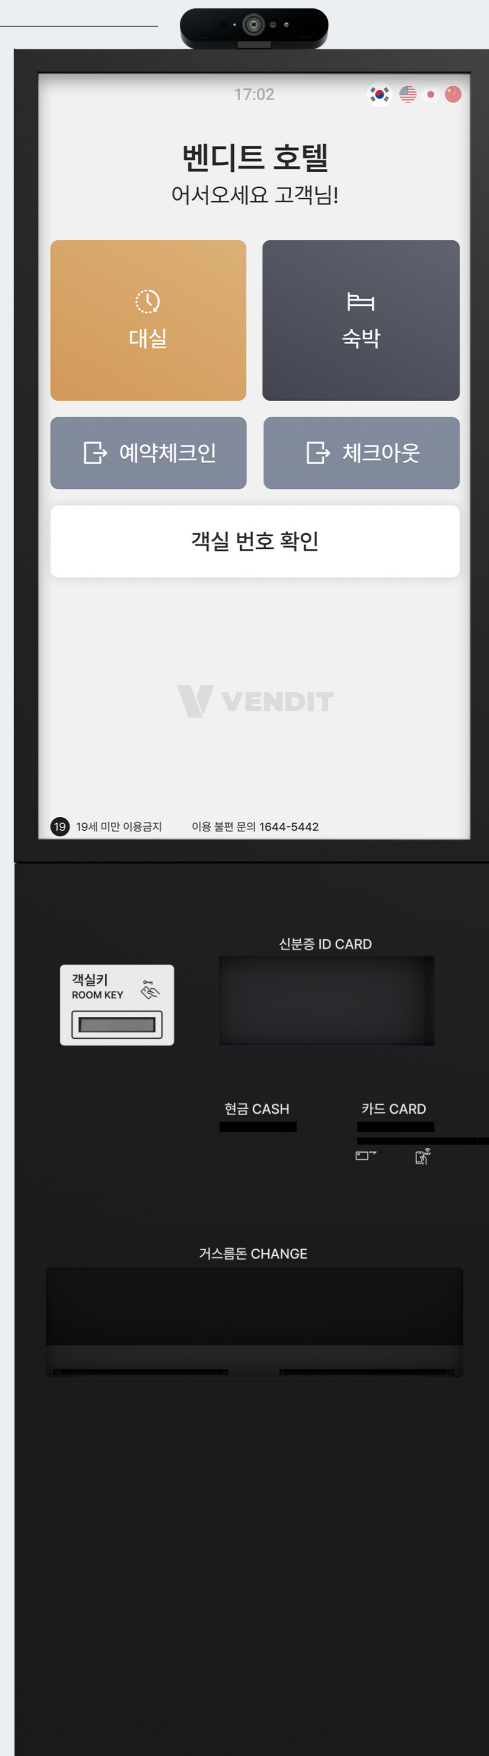 17:02
벤디트 호텔
어서오세요 고객님!
대실
숙박
예약체크인
체크아웃
객실 번호 확인
VENDIT
19 19세 미만 이용금지 이용 불편 문의 1644-5442
신분증 ID CARD
객실키
ROOM KEY
현금 CASH
카드 CARD
거스름돈 CHANGE